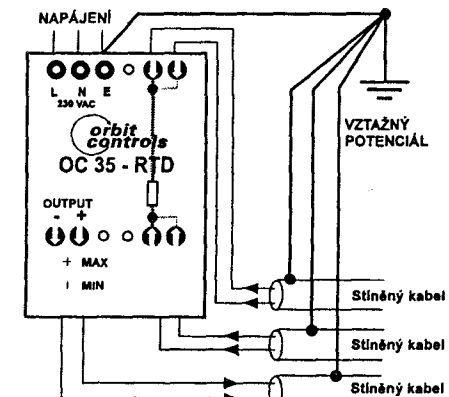 NAPÁJENÍ
L N E
230 VAC
orbit
controls
OC 35 - RTD
OUTPUT
- +
+ MAX
I MIN
VZTAŽNÝ
POTENCIÁL
Stíněný kabel
Stíněný kabel
Stíněný kabel